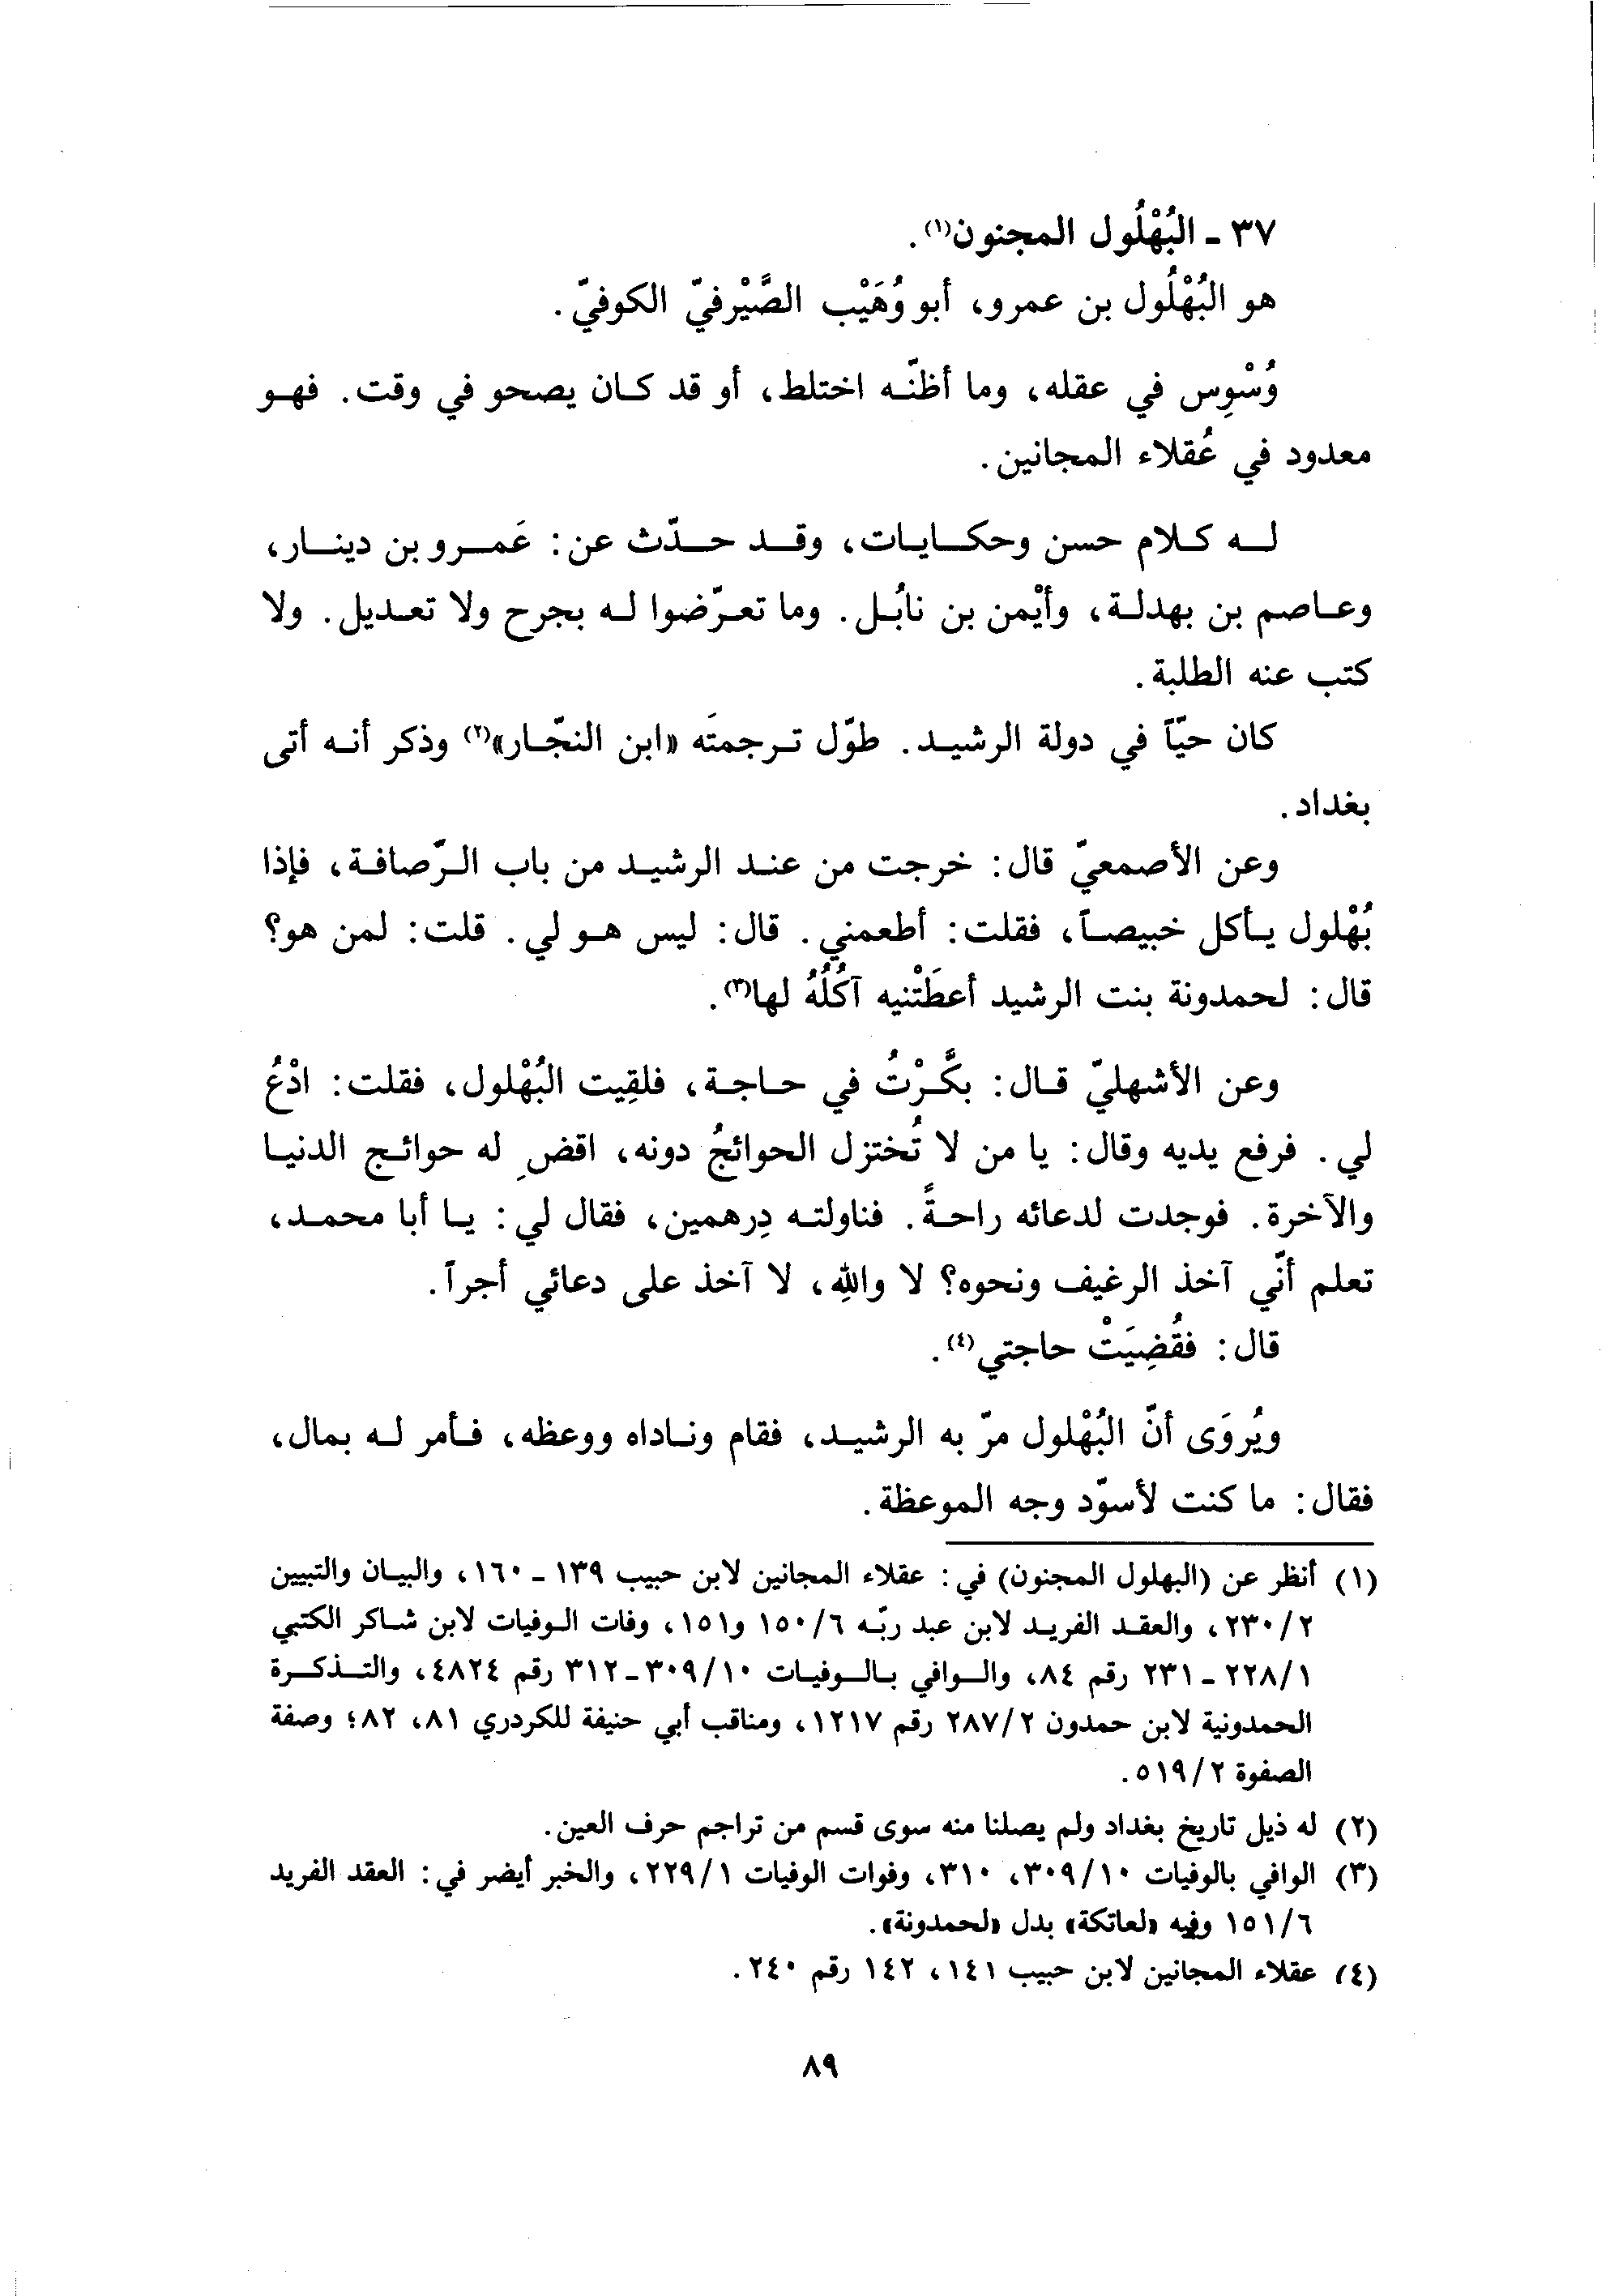 ٣٧ ـ البُهْلُول المجنون(١).
هو البُهْلُول بن عمرو، أبو وُهَيْب الصَّيْرفيّ الكوفيّ.
وُسْوِس في عقله، وما أظنّه اختلط، أو قد كان يصحو في وقت. فهو
معدود في عُقلاء المجانين.
له كلام حسن وحكايات، وقد حدّث عن: عَمرو بن دينار،
وعاصم بن بهدلة، وأيْمن بن نابُل. وما تعرّضوا له بجرح ولا تعديل. ولا
كتب عنه الطلبة.
كان حيّاً في دولة الرشيد. طوّل ترجمتَه «ابن النجّار»(٢) وذكر أنه أتى
بغداد.
وعن الأصمعيّ قال: خرجت من عند الرشيد من باب الرّصافة، فإذا
بُهْلول يأكل خبيصاً، فقلت: أطعمني. قال: ليس هو لي. قلت: لمن هو؟
قال: لحمدونة بنت الرشيد أعطَتْنيه آكُلُهُ لها(٣).
وعن الأشهليّ قال: بكَّرْتُ في حاجة، فلقِيت البُهْلول، فقلت: ادْعُ
لي. فرفع يديه وقال: يا من لا تُختزل الحوائجُ دونه، اقضِ له حوائج الدنيا
والآخرة. فوجدت لدعائه راحةً. فناولته دِرهمين، فقال لي: يا أبا محمد،
تعلم أنّي آخذ الرغيف ونحوه؟ لا واللهِ، لا آخذ على دعائي أجراً.
قال: فقُضِيَتْ حاجتي(٤).
ويُروَى أنّ البُهْلول مرّ به الرشيد، فقام وناداه ووعظه، فأمر له بمال،
فقال: ما كنت لأسوّد وجه الموعظة.
(١) أنظر عن (البهلول المجنون) في: عقلاء المجانين لابن حبيب ١٣٩ ـ ١٦٠، والبيان والتبيين
٢/٢٣٠، والعقد الفريد لابن عبد ربّه ٦/١٥٠ و١٥١، وفات الوفيات لابن شاكر الكتبي
١/٢٢٨ ـ ٢٣١ رقم ٨٤، والوافي بالوفيات ١٠/٣٠٩ـ٣١٢ رقم ٤٨٢٤، والتذكرة
الحمدونية لابن حمدون ٢/٢٨٧ رقم ١٢١٧، ومناقب أبي حنيفة للكردري ٨١، ٨٢؛ وصفة
الصفوة ٢/٥١٩.
(٢) له ذيل تاريخ بغداد ولم يصلنا منه سوى قسم من تراجم حرف العين.
(٣) الوافي بالوفيات ١٠/٣٠٩، ٣١٠، وفوات الوفيات ١/٢٢٩، والخبر أيضر في: العقد الفريد
٦/١٥١ وفيه «لعاتكة» بدل «لحمدونة».
(٤) عقلاء المجانين لابن حبيب ١٤١، ١٤٢ رقم ٢٤٠.
٨٩